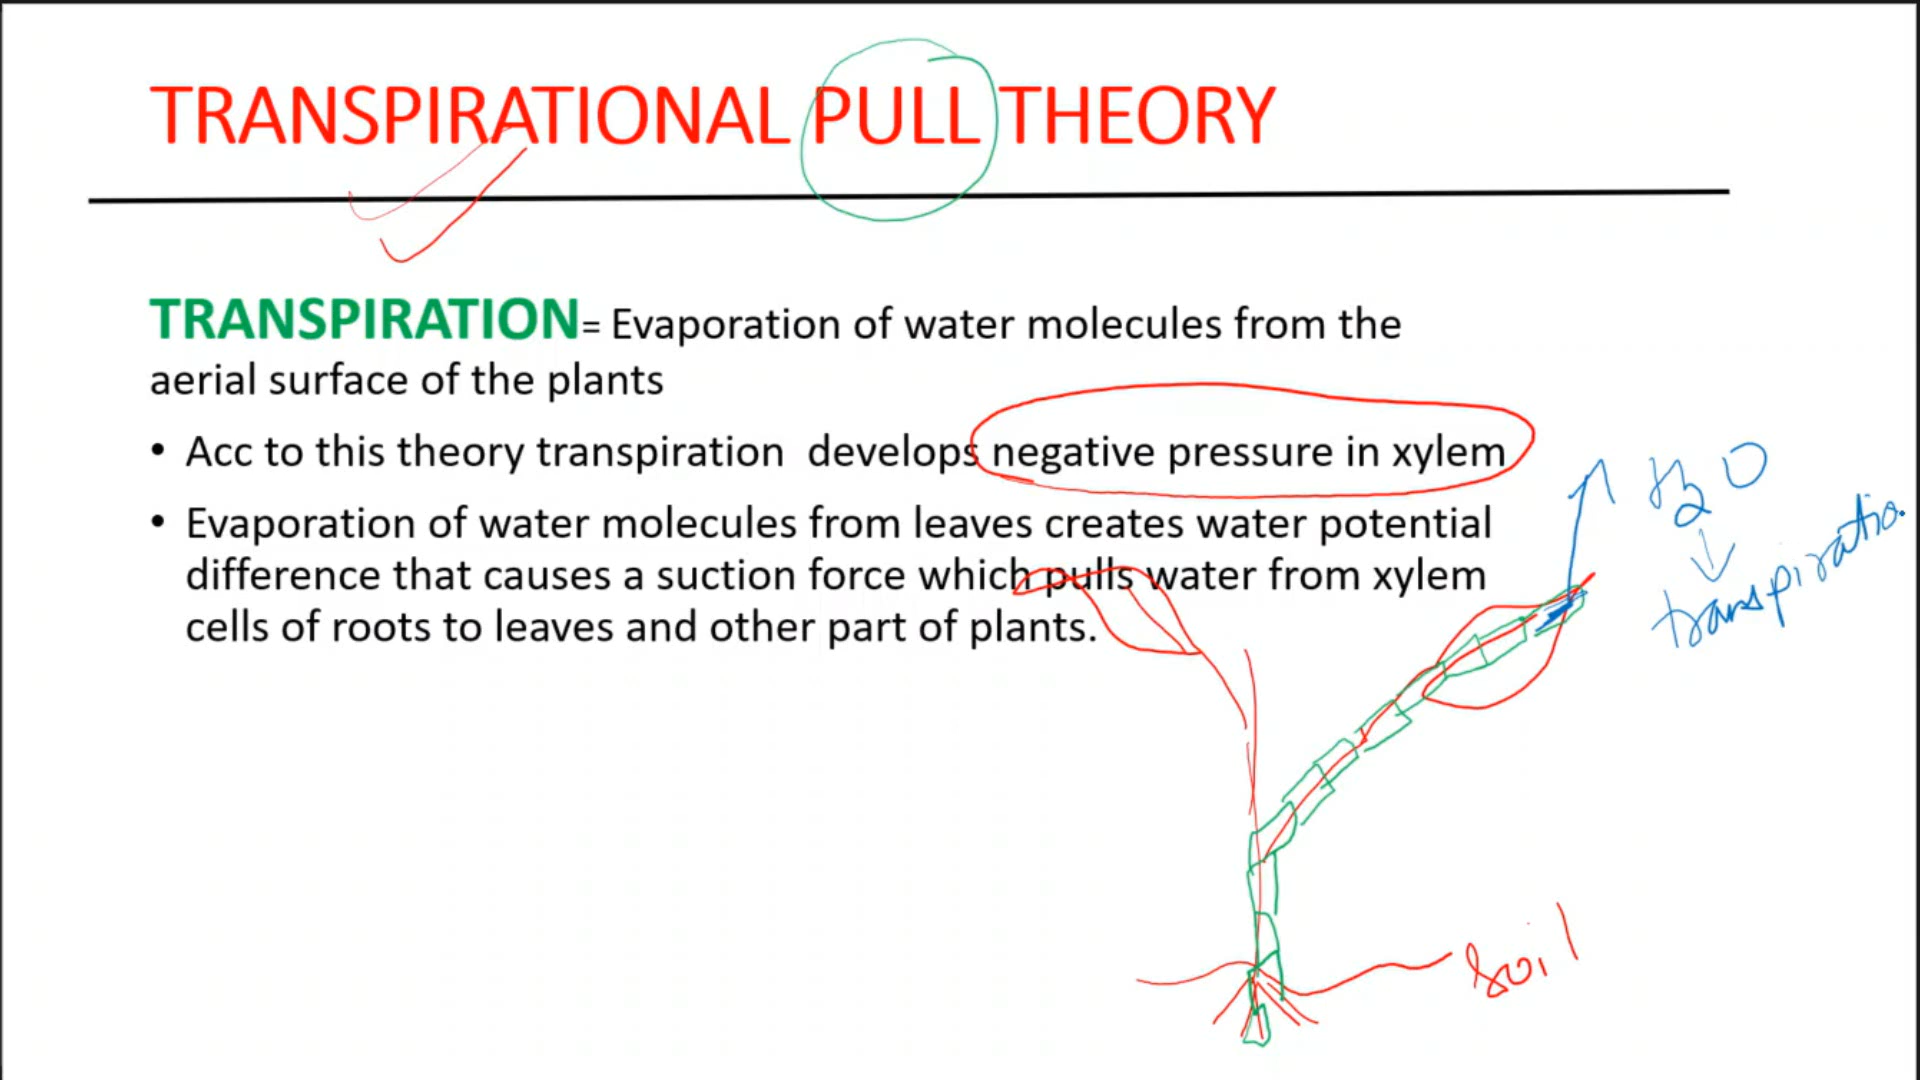 TRANSPIRATIONAL PULL THEORY
TRANSPIRATION= Evaporation of water molecules from the
aerial surface of the plants
• Acc to this theory transpiration develops negative pressure in xylem
• Evaporation of water molecules from leaves creates water potential
difference that causes a suction force which pulls water from xylem
cells of roots to leaves and other part of plants.
H2O
transpiratio.
Soil